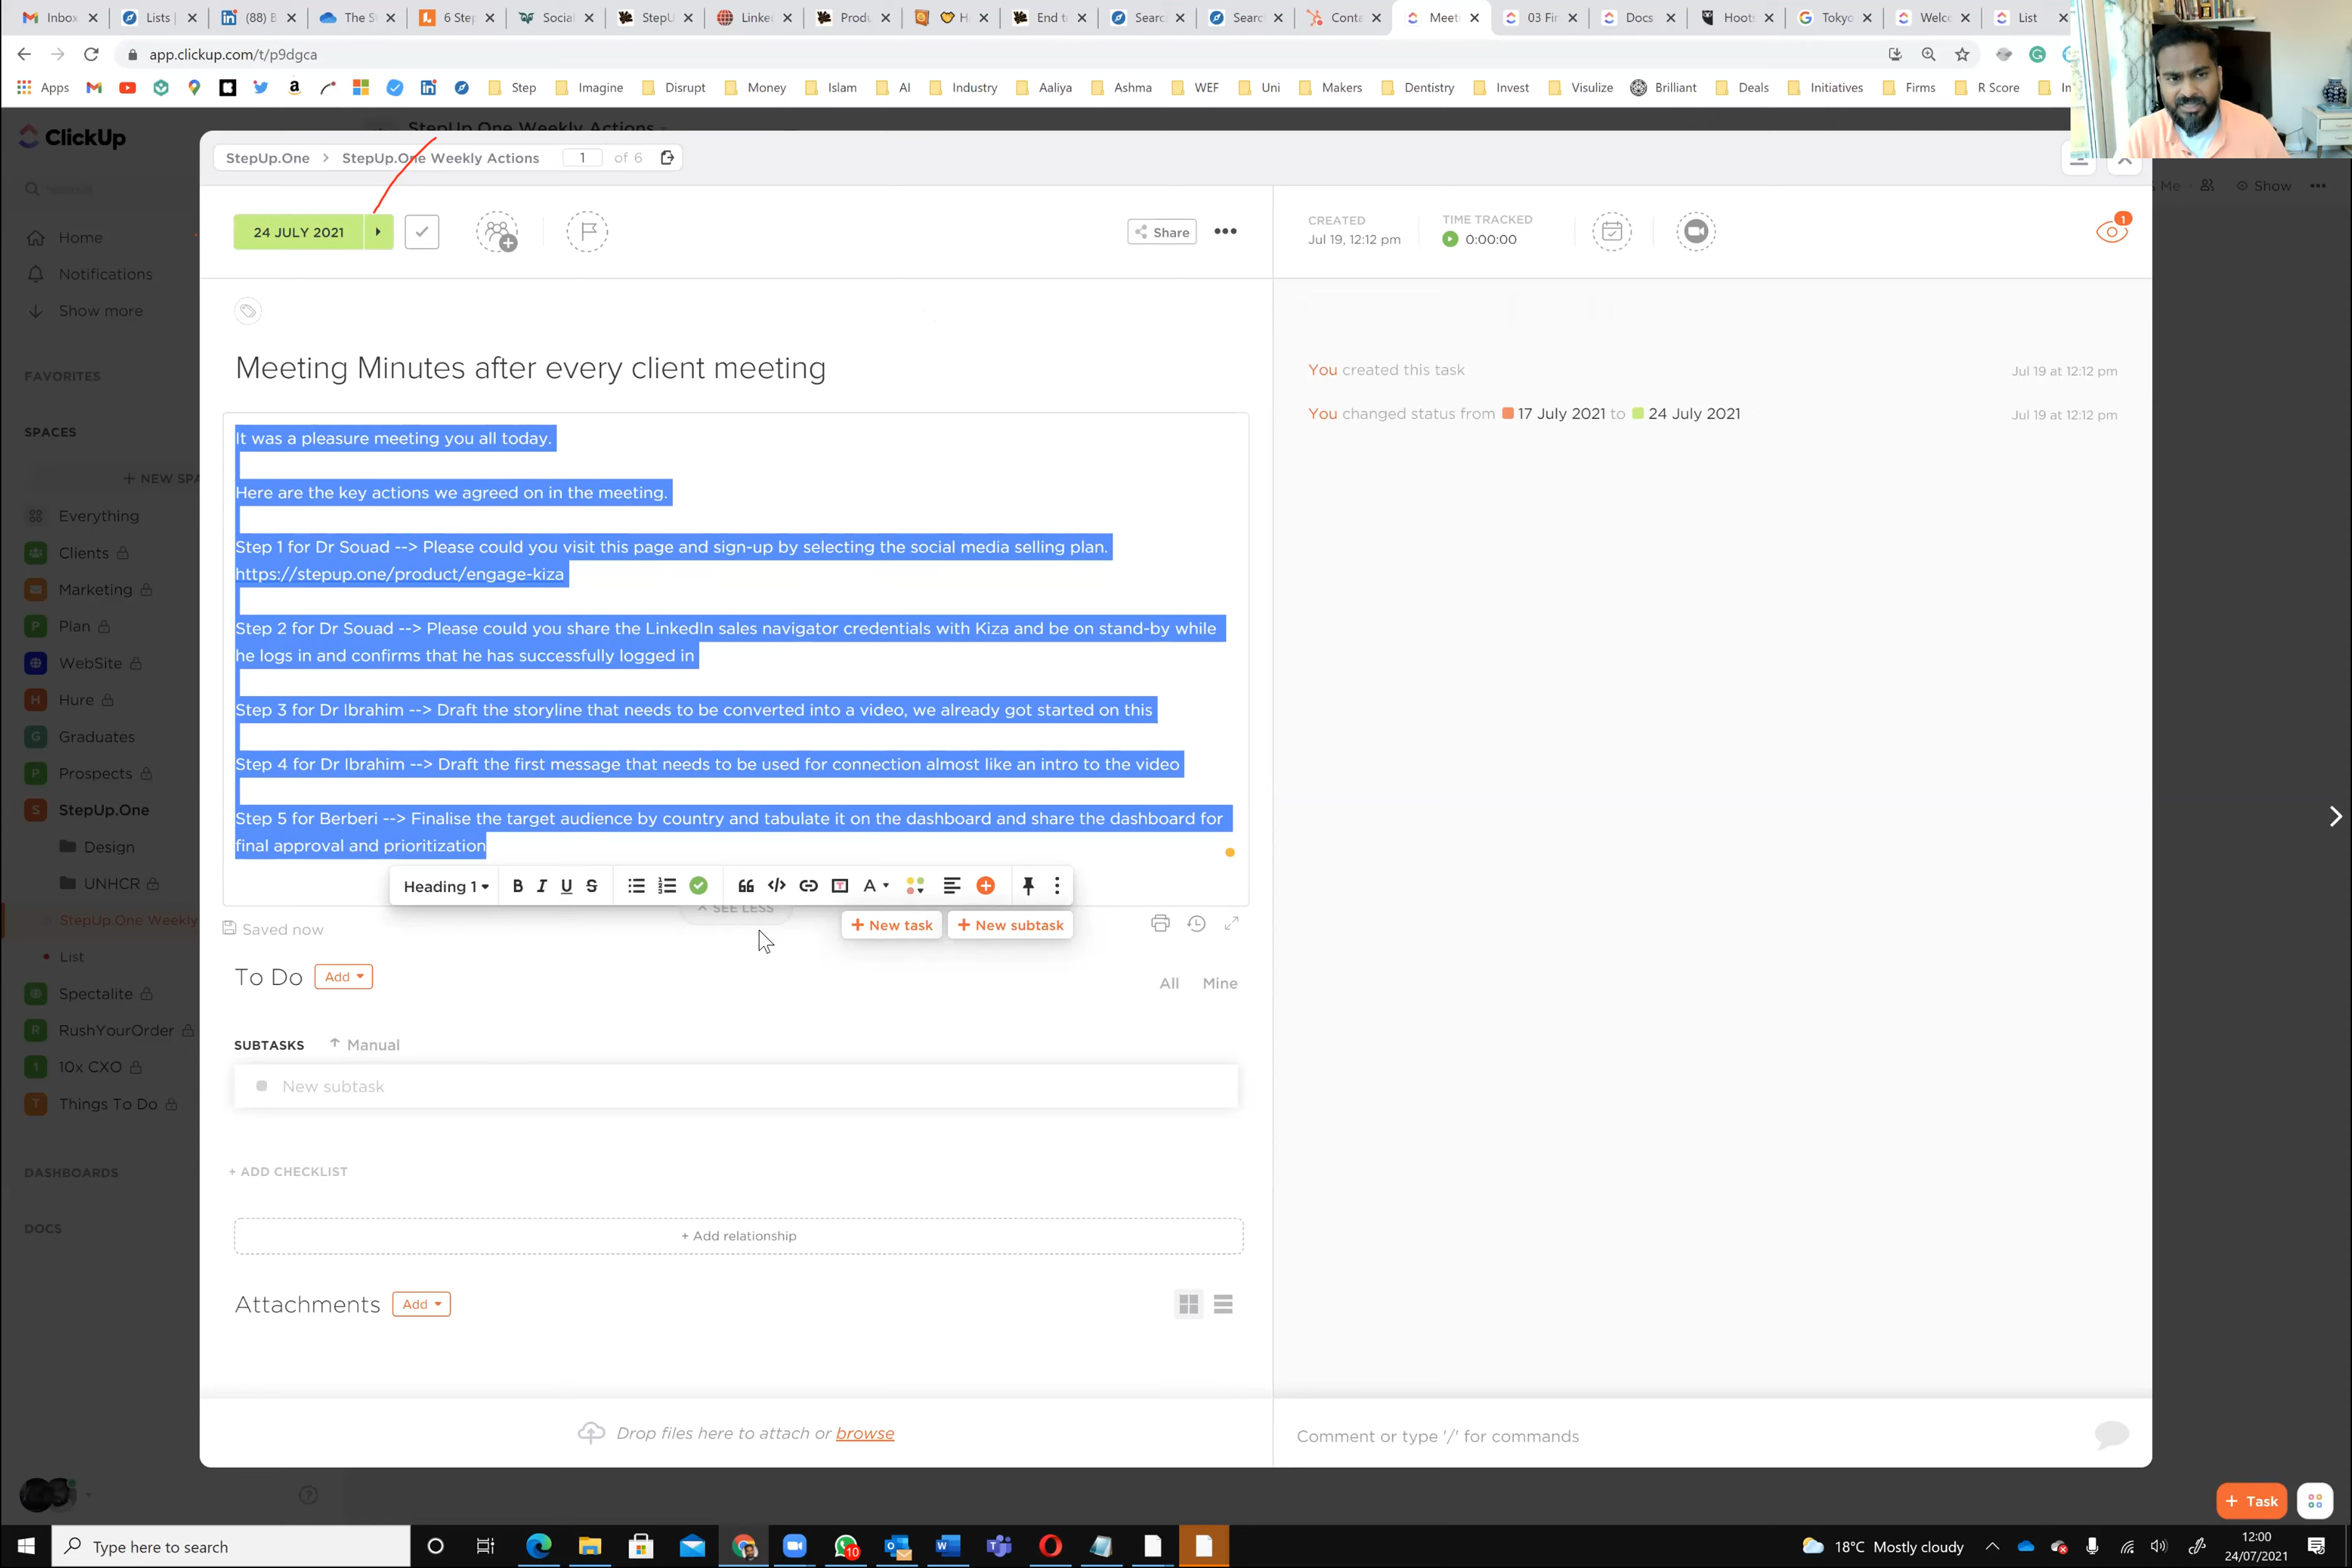 Inbox
Lists |
(88) B
The S
6 Step
Social
StepU
Linke
Produ
H
End t
Searc
Searc
Conta
Meeti
03 Fir
Docs
Hoots
Tokyo
Welco
List
app.clickup.com/t/p9dgca
Apps
Step
Imagine
Disrupt
Money
Islam
AI
Industry
Aaliya
Ashma
WEF
Uni
Makers
Dentistry
Invest
Visulize
Brilliant
Deals
Initiatives
Firms
R Score
ClickUp
StepUp.One Weekly Actions
StepUp.One > StepUp.One Weekly Actions 1 of 6
Me
Show
24 JULY 2021
Share
CREATED
Jul 19, 12:12 pm
TIME TRACKED
0:00:00
1
Home
Notifications
Show more
FAVORITES
SPACES
+ NEW SPA
Everything
Clients
Marketing
Plan
WebSite
Hure
Graduates
Prospects
StepUp.One
Design
UNHCR
StepUp.One Weekly
List
Spectalite
RushYourOrder
10x CXO
Things To Do
DASHBOARDS
DOCS
Meeting Minutes after every client meeting
It was a pleasure meeting you all today.
Here are the key actions we agreed on in the meeting.
Step 1 for Dr Souad --> Please could you visit this page and sign-up by selecting the social media selling plan.
https://stepup.one/product/engage-kiza
Step 2 for Dr Souad --> Please could you share the LinkedIn sales navigator credentials with Kiza and be on stand-by while
he logs in and confirms that he has successfully logged in
Step 3 for Dr Ibrahim --> Draft the storyline that needs to be converted into a video, we already got started on this
Step 4 for Dr Ibrahim --> Draft the first message that needs to be used for connection almost like an intro to the video
Step 5 for Berberi --> Finalise the target audience by country and tabulate it on the dashboard and share the dashboard for
final approval and prioritization
Heading 1 B I U S A
SEE LESS
Saved now
+ New task
+ New subtask
To Do Add
All Mine
SUBTASKS Manual
New subtask
+ ADD CHECKLIST
+ Add relationship
Attachments Add
Drop files here to attach or browse
You created this task
Jul 19 at 12:12 pm
You changed status from 17 July 2021 to 24 July 2021
Jul 19 at 12:12 pm
Comment or type '/' for commands
+ Task
Type here to search
10
18°C Mostly cloudy
12:00
24/07/2021